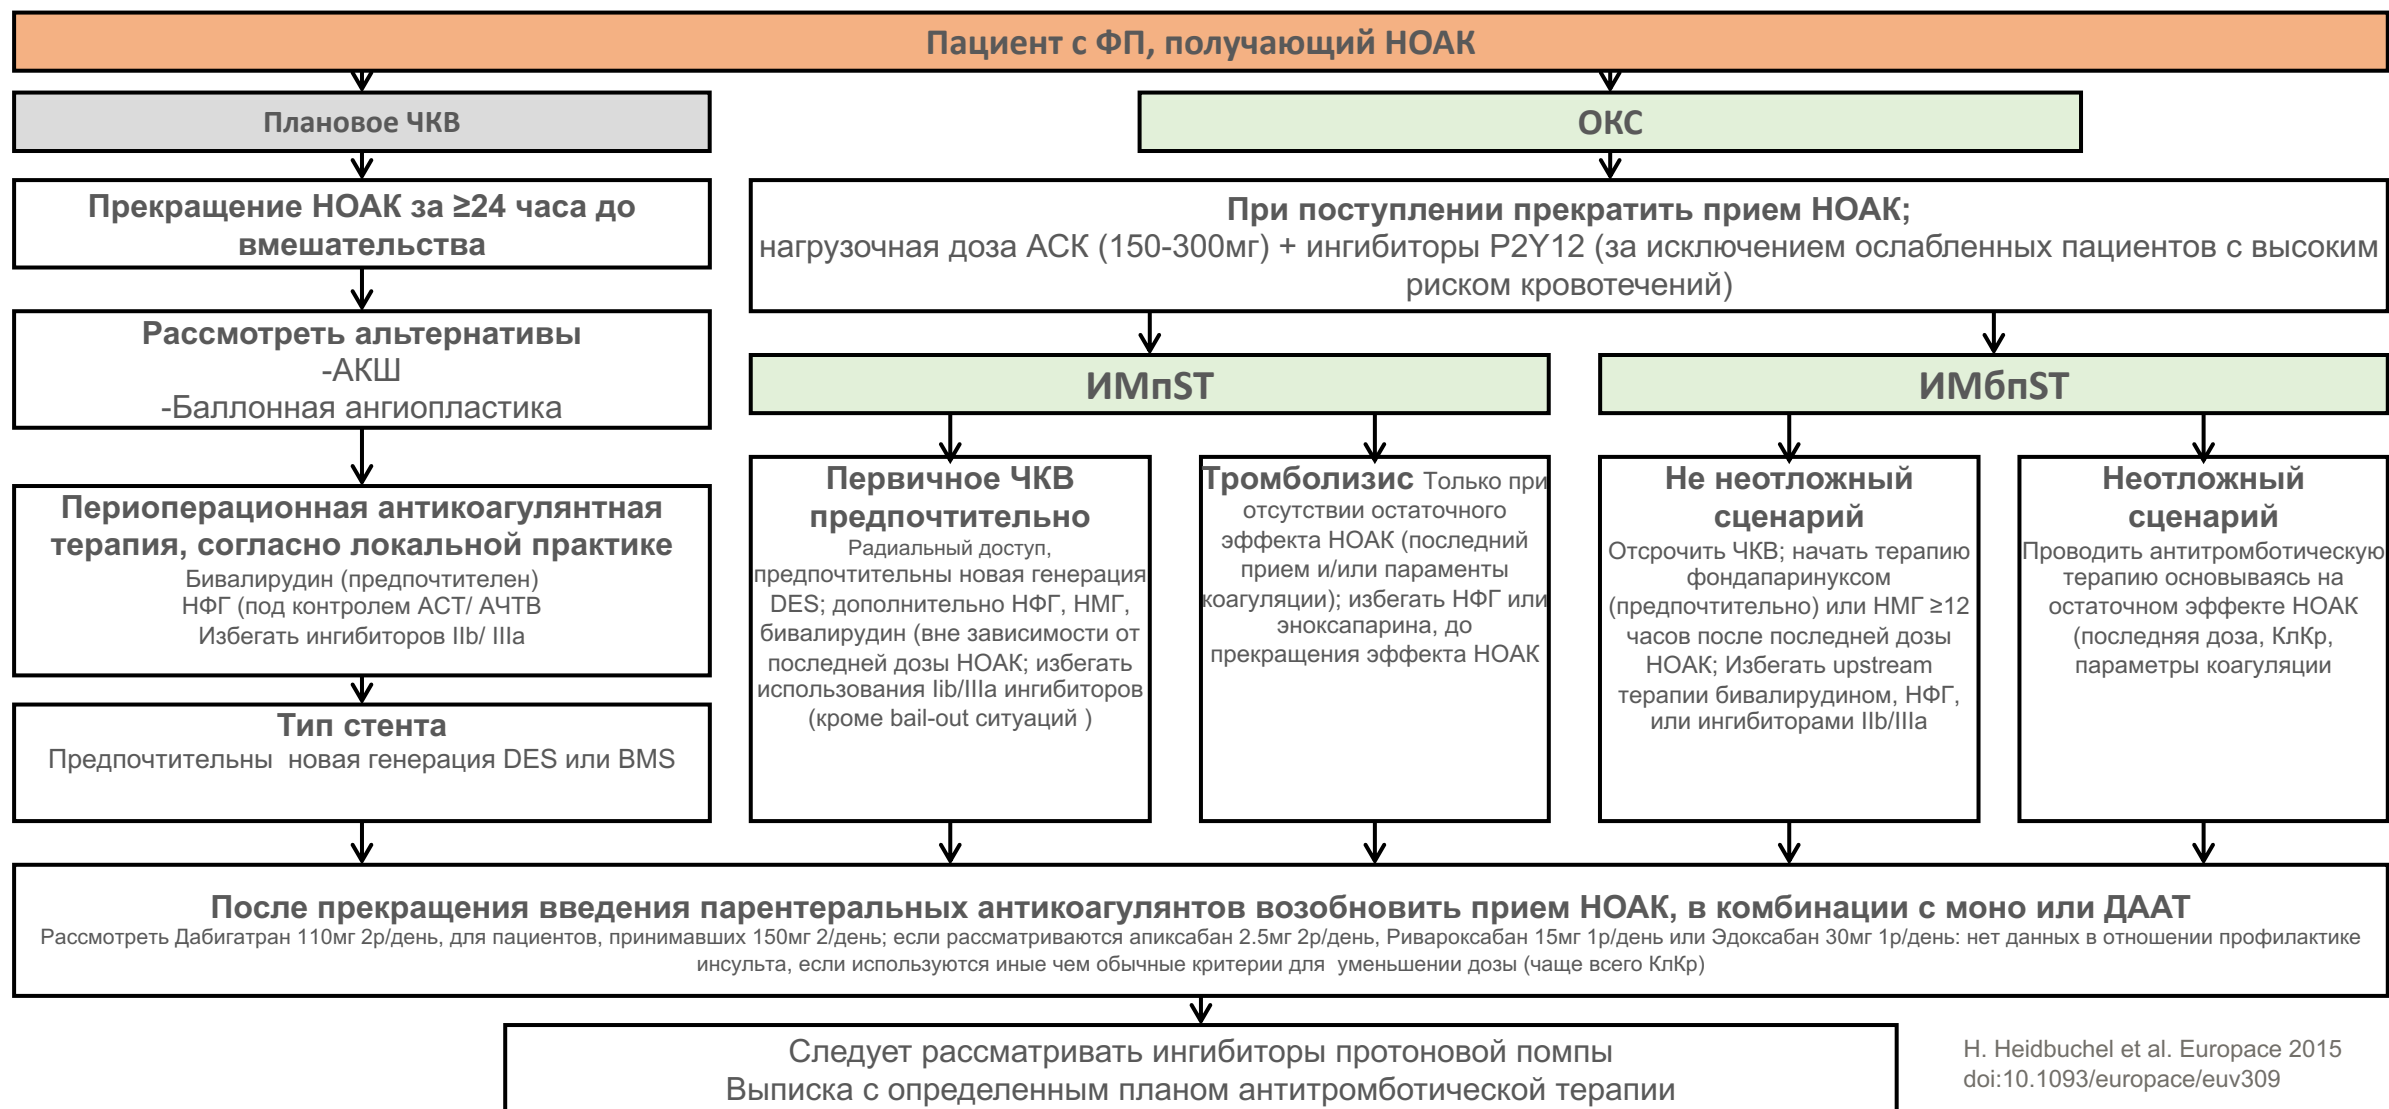 Пациент с ФП, получающий НОАК
Плановое ЧКВ
ОКС
Прекращение НОАК за ≥24 часа до
вмешательства
При поступлении прекратить прием НОАК;
нагрузочная доза АСК (150-300мг) + ингибиторы P2Y12 (за исключением ослабленных пациентов с высоким
риском кровотечений)
Рассмотреть альтернативы
-АКШ
-Баллонная ангиопластика
ИМпST
ИМбпST
Периоперационная антикоагулянтная
терапия, согласно локальной практике
Бивалирудин (предпочтителен)
НФГ (под контролем АСТ/ АЧТВ
Избегать ингибиторов IIb/ IIIa
Тип стента
Предпочтительны  новая генерация DES или BMS
Первичное ЧКВ
предпочтительно
Радиальный доступ,
предпочтительны новая генерация
DES; дополнительно НФГ, НМГ,
бивалирудин (вне зависимости от
последней дозы НОАК; избегать
использования Iib/IIIa ингибиторов
(кроме bail-out ситуаций )
Тромболизис Только при
отсутствии остаточного
эффекта НОАК (последний
прием и/или параменты
коагуляции); избегать НФГ или
эноксапарина, до
прекращения эффекта НОАК
Не неотложный
сценарий
Отсрочить ЧКВ; начать терапию
фондапаринуксом
(предпочтительно) или НМГ ≥12
часов после последней дозы
НОАК; Избегать upstream
терапии бивалирудином, НФГ,
или ингибиторами IIb/IIIa
Неотложный
сценарий
Проводить антитромботическую
терапию основываясь на
остаточном эффекте НОАК
(последняя доза, КлКр,
параметры коагуляции
После прекращения введения парентеральных антикоагулянтов возобновить прием НОАК, в комбинации с моно или ДААТ
Рассмотреть Дабигатран 110мг 2р/день, для пациентов, принимавших 150мг 2/день; если рассматриваются апиксабан 2.5мг 2р/день, Ривароксабан 15мг 1р/день или Эдоксабан 30мг 1р/день: нет данных в отношении профилактике
инсульта, если используются иные чем обычные критерии для  уменьшении дозы (чаще всего КлКр)
Следует рассматривать ингибиторы протоновой помпы
Выписка с определенным планом антитромботической терапии
H. Heidbuchel et al. Europace 2015
doi:10.1093/europace/euv309